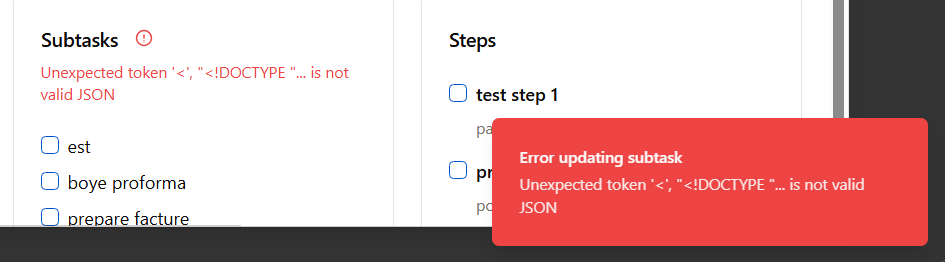 Subtasks
Unexpected token '<', "<!DOCTYPE "... is not
valid JSON
est
boye proforma
prepare facture
Steps
test step 1
pa
pr
po
Error updating subtask
Unexpected token '<', "<!DOCTYPE "... is not valid
JSON